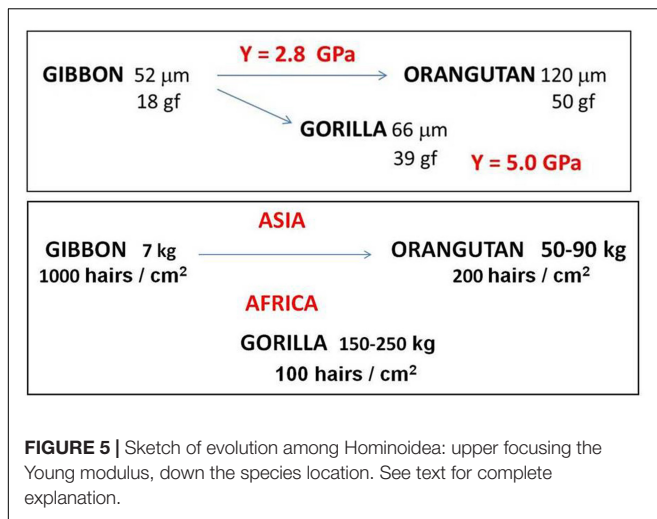 Y = 2.8 GPa
GIBBON 52 μm ORANGUTAN 120 μm
18 gf 50 gf
GORILLA 66 μm
39 gf Y = 5.0 GPa
ASIA
GIBBON 7 kg ORANGUTAN 50-90 kg
1000 hairs / cm² 200 hairs / cm²
AFRICA
GORILLA 150-250 kg
100 hairs / cm²
FIGURE 5 | Sketch of evolution among Hominoidea: upper focusing the
Young modulus, down the species location. See text for complete
explanation.